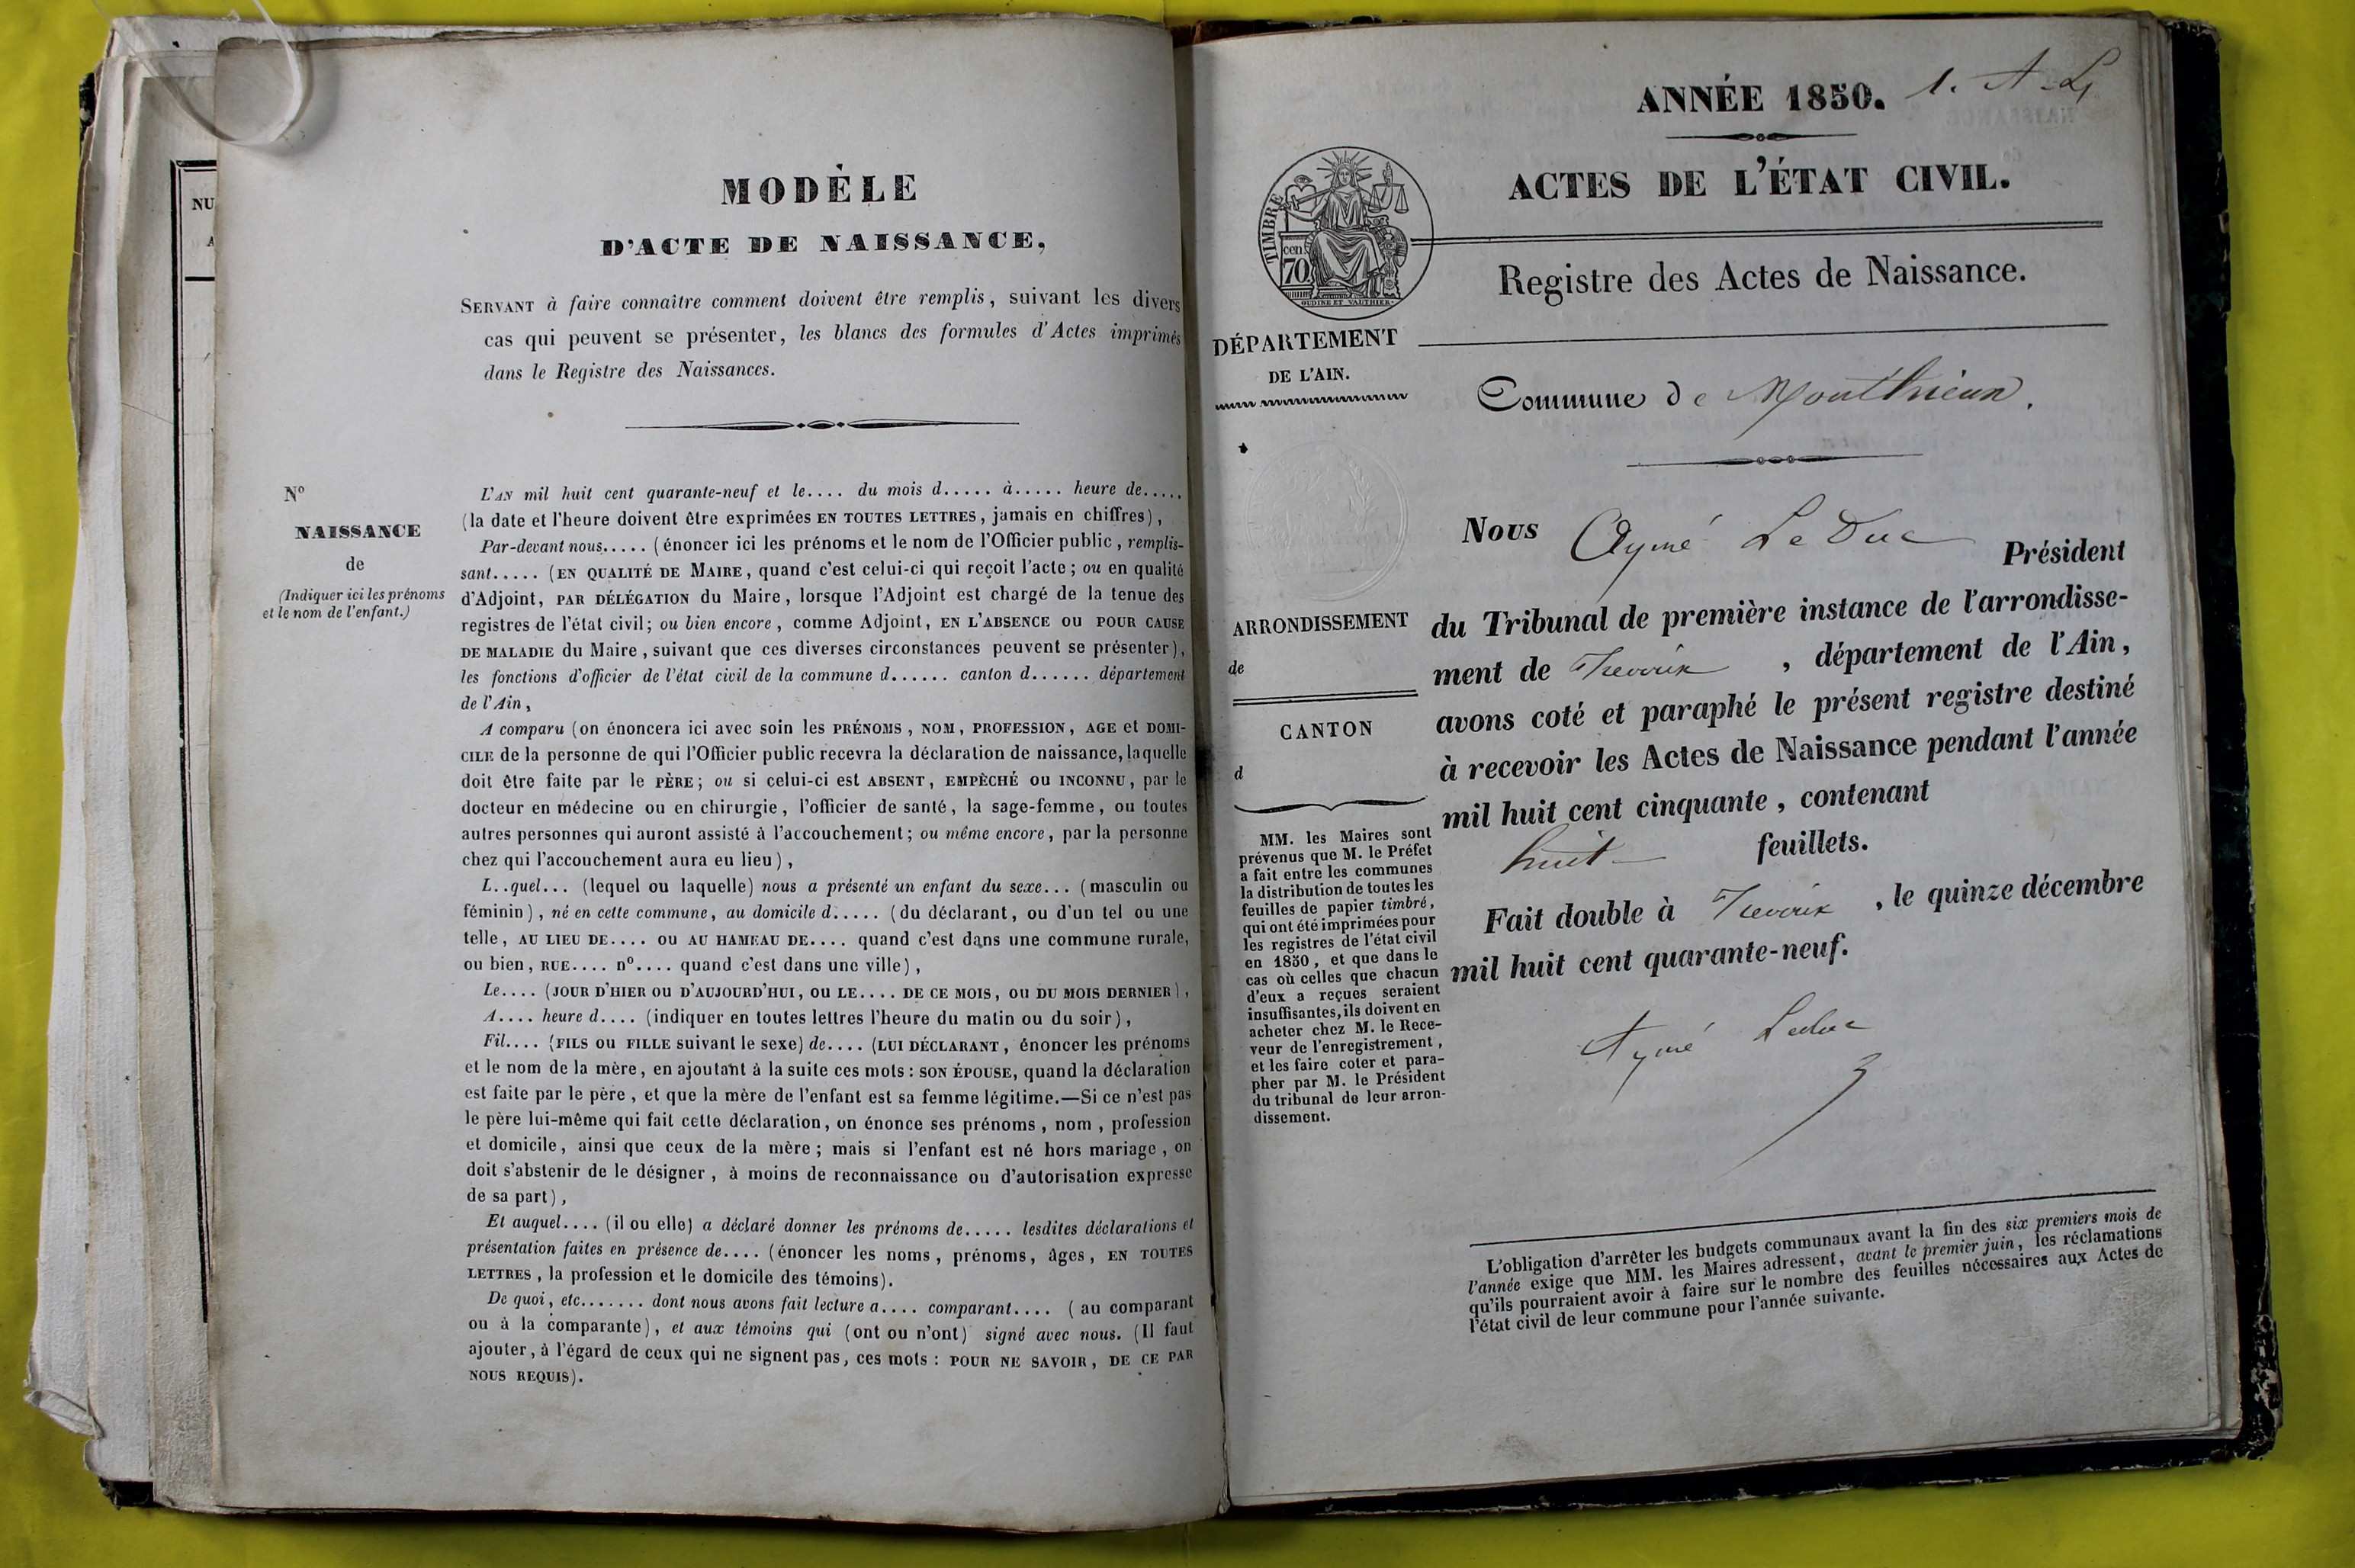 NU
A
MODÈLE
D'ACTE DE NAISSANCE,
SERVANT à faire connaître comment doivent être remplis, suivant les divers
cas qui peuvent se présenter, les blancs des formules d'Actes imprimés
dans le Registre des Naissances.
N°
NAISSANCE
de
(Indiquer ici les prénoms
et le nom de l'enfant.)
L'AN mil huit cent quarante-neuf et le.... du mois d..... à..... heure de.....
(la date et l'heure doivent être exprimées EN TOUTES LETTRES, jamais en chiffres),
Par-devant nous..... (énoncer ici les prénoms et le nom de l'Officier public, remplis-
sant..... (EN QUALITÉ DE MAIRE, quand c'est celui-ci qui reçoit l'acte; ou en qualité
d'Adjoint, PAR DÉLÉGATION du Maire, lorsque l'Adjoint est chargé de la tenue des
registres de l'état civil; ou bien encore, comme Adjoint, EN L'ABSENCE OU POUR CAUSE
DE MALADIE du Maire, suivant que ces diverses circonstances peuvent se présenter),
les fonctions d'officier de l'état civil de la commune d...... canton d...... département
de l'Ain,
A comparu (on énoncera ici avec soin les PRÉNOMS, NOM, PROFESSION, AGE et DOMI-
CILE de la personne de qui l'Officier public recevra la déclaration de naissance, laquelle
doit être faite par le PÈRE; ou si celui-ci est ABSENT, EMPÊCHÉ OU INCONNU, par le
docteur en médecine ou en chirurgie, l'officier de santé, la sage-femme, ou toutes
autres personnes qui auront assisté à l'accouchement; ou même encore, par la personne
chez qui l'accouchement aura eu lieu),
L..quel... (lequel ou laquelle) nous a présenté un enfant du sexe... (masculin ou
féminin), né en cette commune, au domicile d..... (du déclarant, ou d'un tel ou une
telle, AU LIEU DE.... OU AU HAMEAU DE.... quand c'est dans une commune rurale,
ou bien, RUE.... n°.... quand c'est dans une ville),
Le.... (JOUR D'HIER OU D'AUJOURD'HUI, OU LE.... DE CE MOIS, OU DU MOIS DERNIER),
A.... heure d.... (indiquer en toutes lettres l'heure du matin ou du soir),
Fil.... (FILS ou FILLE suivant le sexe) de.... (LUI DÉCLARANT, énoncer les prénoms
et le nom de la mère, en ajoutant à la suite ces mots: SON ÉPOUSE, quand la déclaration
est faite par le père, et que la mère de l'enfant est sa femme légitime.—Si ce n'est pas
le père lui-même qui fait cette déclaration, on énonce ses prénoms, nom, profession
et domicile, ainsi que ceux de la mère; mais si l'enfant est né hors mariage, on
doit s'abstenir de le désigner, à moins de reconnaissance ou d'autorisation expresse
de sa part),
Et auquel.... (il ou elle) a déclaré donner les prénoms de..... lesdites déclarations et
présentation faites en présence de.... (énoncer les noms, prénoms, âges, EN TOUTES
LETTRES, la profession et le domicile des témoins).
De quoi, etc....... dont nous avons fait lecture a.... comparant.... (au comparant
ou à la comparante), et aux témoins qui (ont ou n'ont) signé avec nous. (Il faut
ajouter, à l'égard de ceux qui ne signent pas, ces mots: POUR NE SAVOIR, DE CE PAR
NOUS REQUIS).
ANNÉE 1850. 1. A L
ACTES DE L'ÉTAT CIVIL.
TIMBRE
cen.
70
OUDINE ET VAUTHIER
Registre des Actes de Naissance.
DÉPARTEMENT
DE L'AIN.
Commune de Monthieux.
Nous Aymé Le Duc Président
du Tribunal de première instance de l'arrondisse-
ment de Trévoux, département de l'Ain,
avons coté et paraphé le présent registre destiné
à recevoir les Actes de Naissance pendant l'année
mil huit cent cinquante, contenant
huit feuillets.
Fait double à Trévoux, le quinze décembre
mil huit cent quarante-neuf.
Aymé Leduc
ARRONDISSEMENT
de
CANTON
d
MM. les Maires sont
prévenus que M. le Préfet
a fait entre les communes
la distribution de toutes les
feuilles de papier timbré,
qui ont été imprimées pour
les registres de l'état civil
en 1850, et que dans le
cas où celles que chacun
d'eux a reçues seraient
insuffisantes, ils doivent en
acheter chez M. le Rece-
veur de l'enregistrement,
et les faire coter et para-
pher par M. le Président
du tribunal de leur arron-
dissement.
L'obligation d'arrêter les budgets communaux avant la fin des six premiers mois de
l'année exige que MM. les Maires adressent, avant le premier juin, les réclamations
qu'ils pourraient avoir à faire sur le nombre des feuilles nécessaires aux Actes de
l'état civil de leur commune pour l'année suivante.